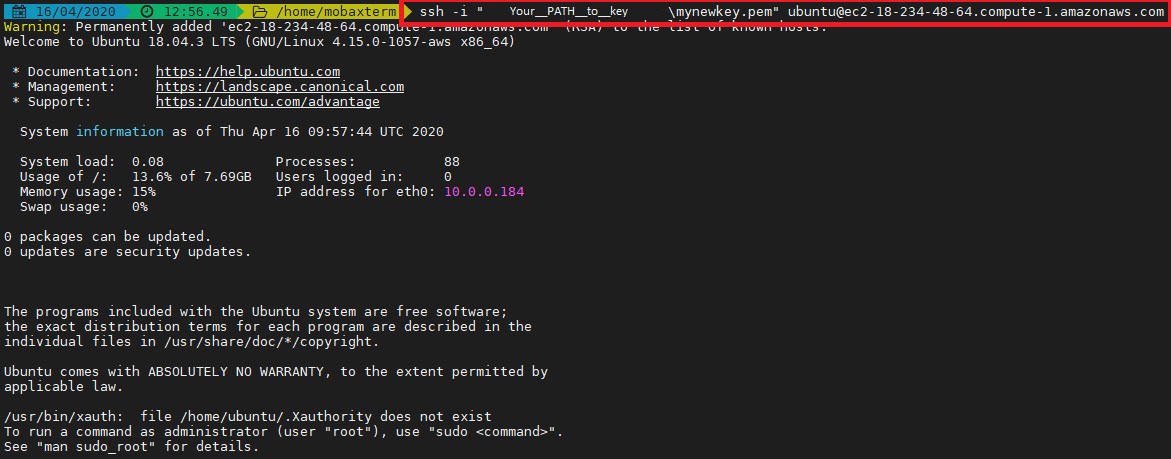 16/04/2020 12:56.49 /home/mobaxterm ssh -i " Your__PATH__to__key \mynewkey.pem" ubuntu@ec2-18-234-48-64.compute-1.amazonaws.com
Warning: Permanently added 'ec2-18-234-48-64.compute-1.amazonaws.com' (RSA) to the list of known hosts.
Welcome to Ubuntu 18.04.3 LTS (GNU/Linux 4.15.0-1057-aws x86_64)
* Documentation: https://help.ubuntu.com
* Management: https://landscape.canonical.com
* Support: https://ubuntu.com/advantage
System information as of Thu Apr 16 09:57:44 UTC 2020
System load: 0.08 Processes: 88
Usage of /: 13.6% of 7.69GB Users logged in: 0
Memory usage: 15% IP address for eth0: 10.0.0.184
Swap usage: 0%
0 packages can be updated.
0 updates are security updates.
The programs included with the Ubuntu system are free software;
the exact distribution terms for each program are described in the
individual files in /usr/share/doc/*/copyright.
Ubuntu comes with ABSOLUTELY NO WARRANTY, to the extent permitted by
applicable law.
/usr/bin/xauth: file /home/ubuntu/.Xauthority does not exist
To run a command as administrator (user "root"), use "sudo <command>".
See "man sudo_root" for details.